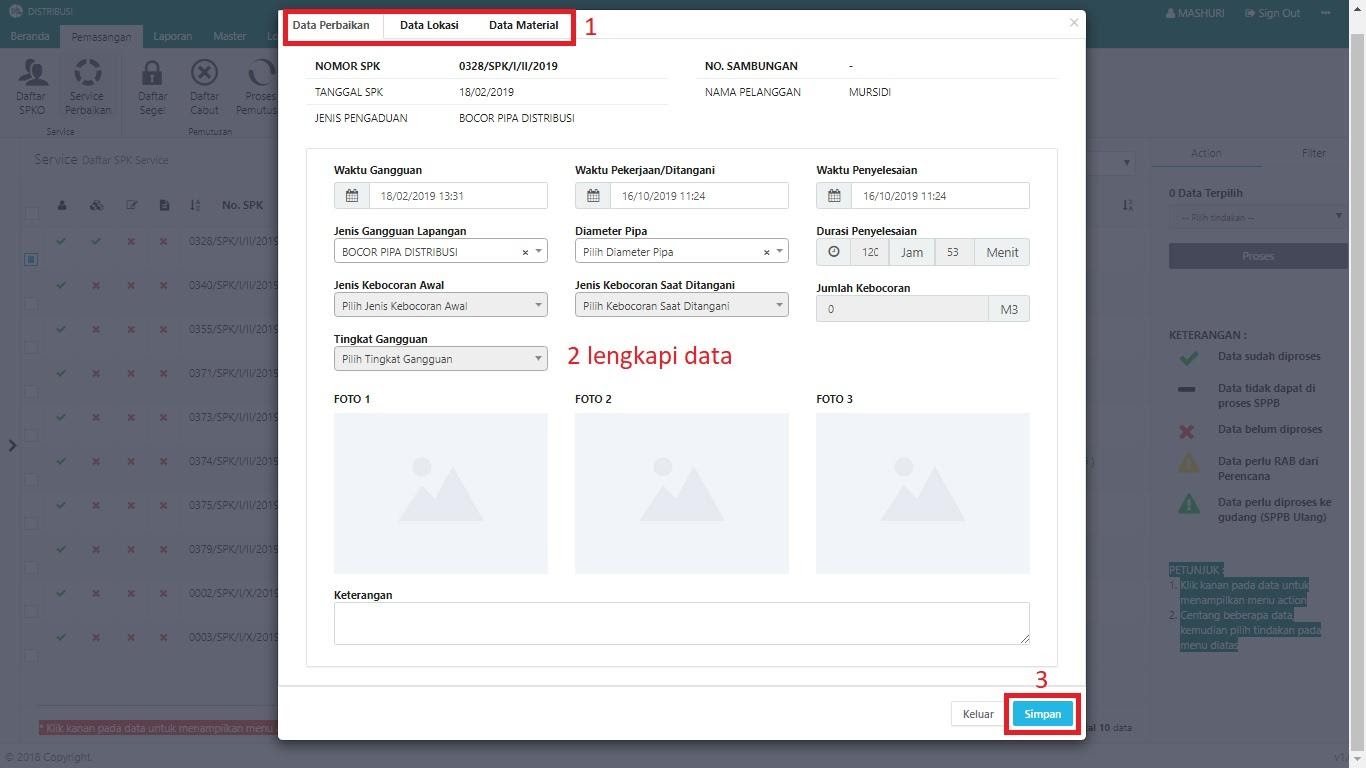 DISTRIBUSI
MASHURI Sign Out
Beranda Pemasangan Laporan Master
Daftar SPKO
Service Perbaikan
Daftar Segel
Daftar Cabut
Proses
Service
Pemutusan
Service Daftar SPK Service
No. SPK
0328/SPK/I/II/2019
0340/SPK/I/II/2019
0355/SPK/I/II/2019
0371/SPK/I/II/2019
0373/SPK/I/II/2019
0374/SPK/I/II/2019
0375/SPK/I/II/2019
0379/SPK/I/II/2019
0002/SPK/I/X/2019
0003/SPK/I/X/2019
* Klik kanan pada data untuk menampilkan menu
© 2018 Copyright.
Data Perbaikan Data Lokasi Data Material 1
×
NOMOR SPK 0328/SPK/I/II/2019 NO. SAMBUNGAN -
TANGGAL SPK 18/02/2019 NAMA PELANGGAN MURSIDI
JENIS PENGADUAN BOCOR PIPA DISTRIBUSI
Waktu Gangguan Waktu Pekerjaan/Ditangani Waktu Penyelesaian
18/02/2019 13:31 16/10/2019 11:24 16/10/2019 11:24
Jenis Gangguan Lapangan Diameter Pipa Durasi Penyelesaian
BOCOR PIPA DISTRIBUSI × Pilih Diameter Pipa × Jam 53 Menit
Jenis Kebocoran Awal Jenis Kebocoran Saat Ditangani Jumlah Kebocoran
Pilih Jenis Kebocoran Awal Pilih Kebocoran Saat Ditangani 0 M3
Tingkat Gangguan
Pilih Tingkat Gangguan 2 lengkapi data
FOTO 1 FOTO 2 FOTO 3
Keterangan
3
Keluar Simpan
Action Filter
0 Data Terpilih
-- Pilih tindakan --
Proses
KETERANGAN :
Data sudah diproses
Data tidak dapat di
proses SPPB
Data belum diproses
Data perlu RAB dari
Perencana
Data perlu diproses ke
gudang (SPPB Ulang)
PETUNJUK :
1. Klik kanan pada data untuk
menampilkan menu action
2. Centang beberapa data,
kemudian pilih tindakan pada
menu diatas
10 data